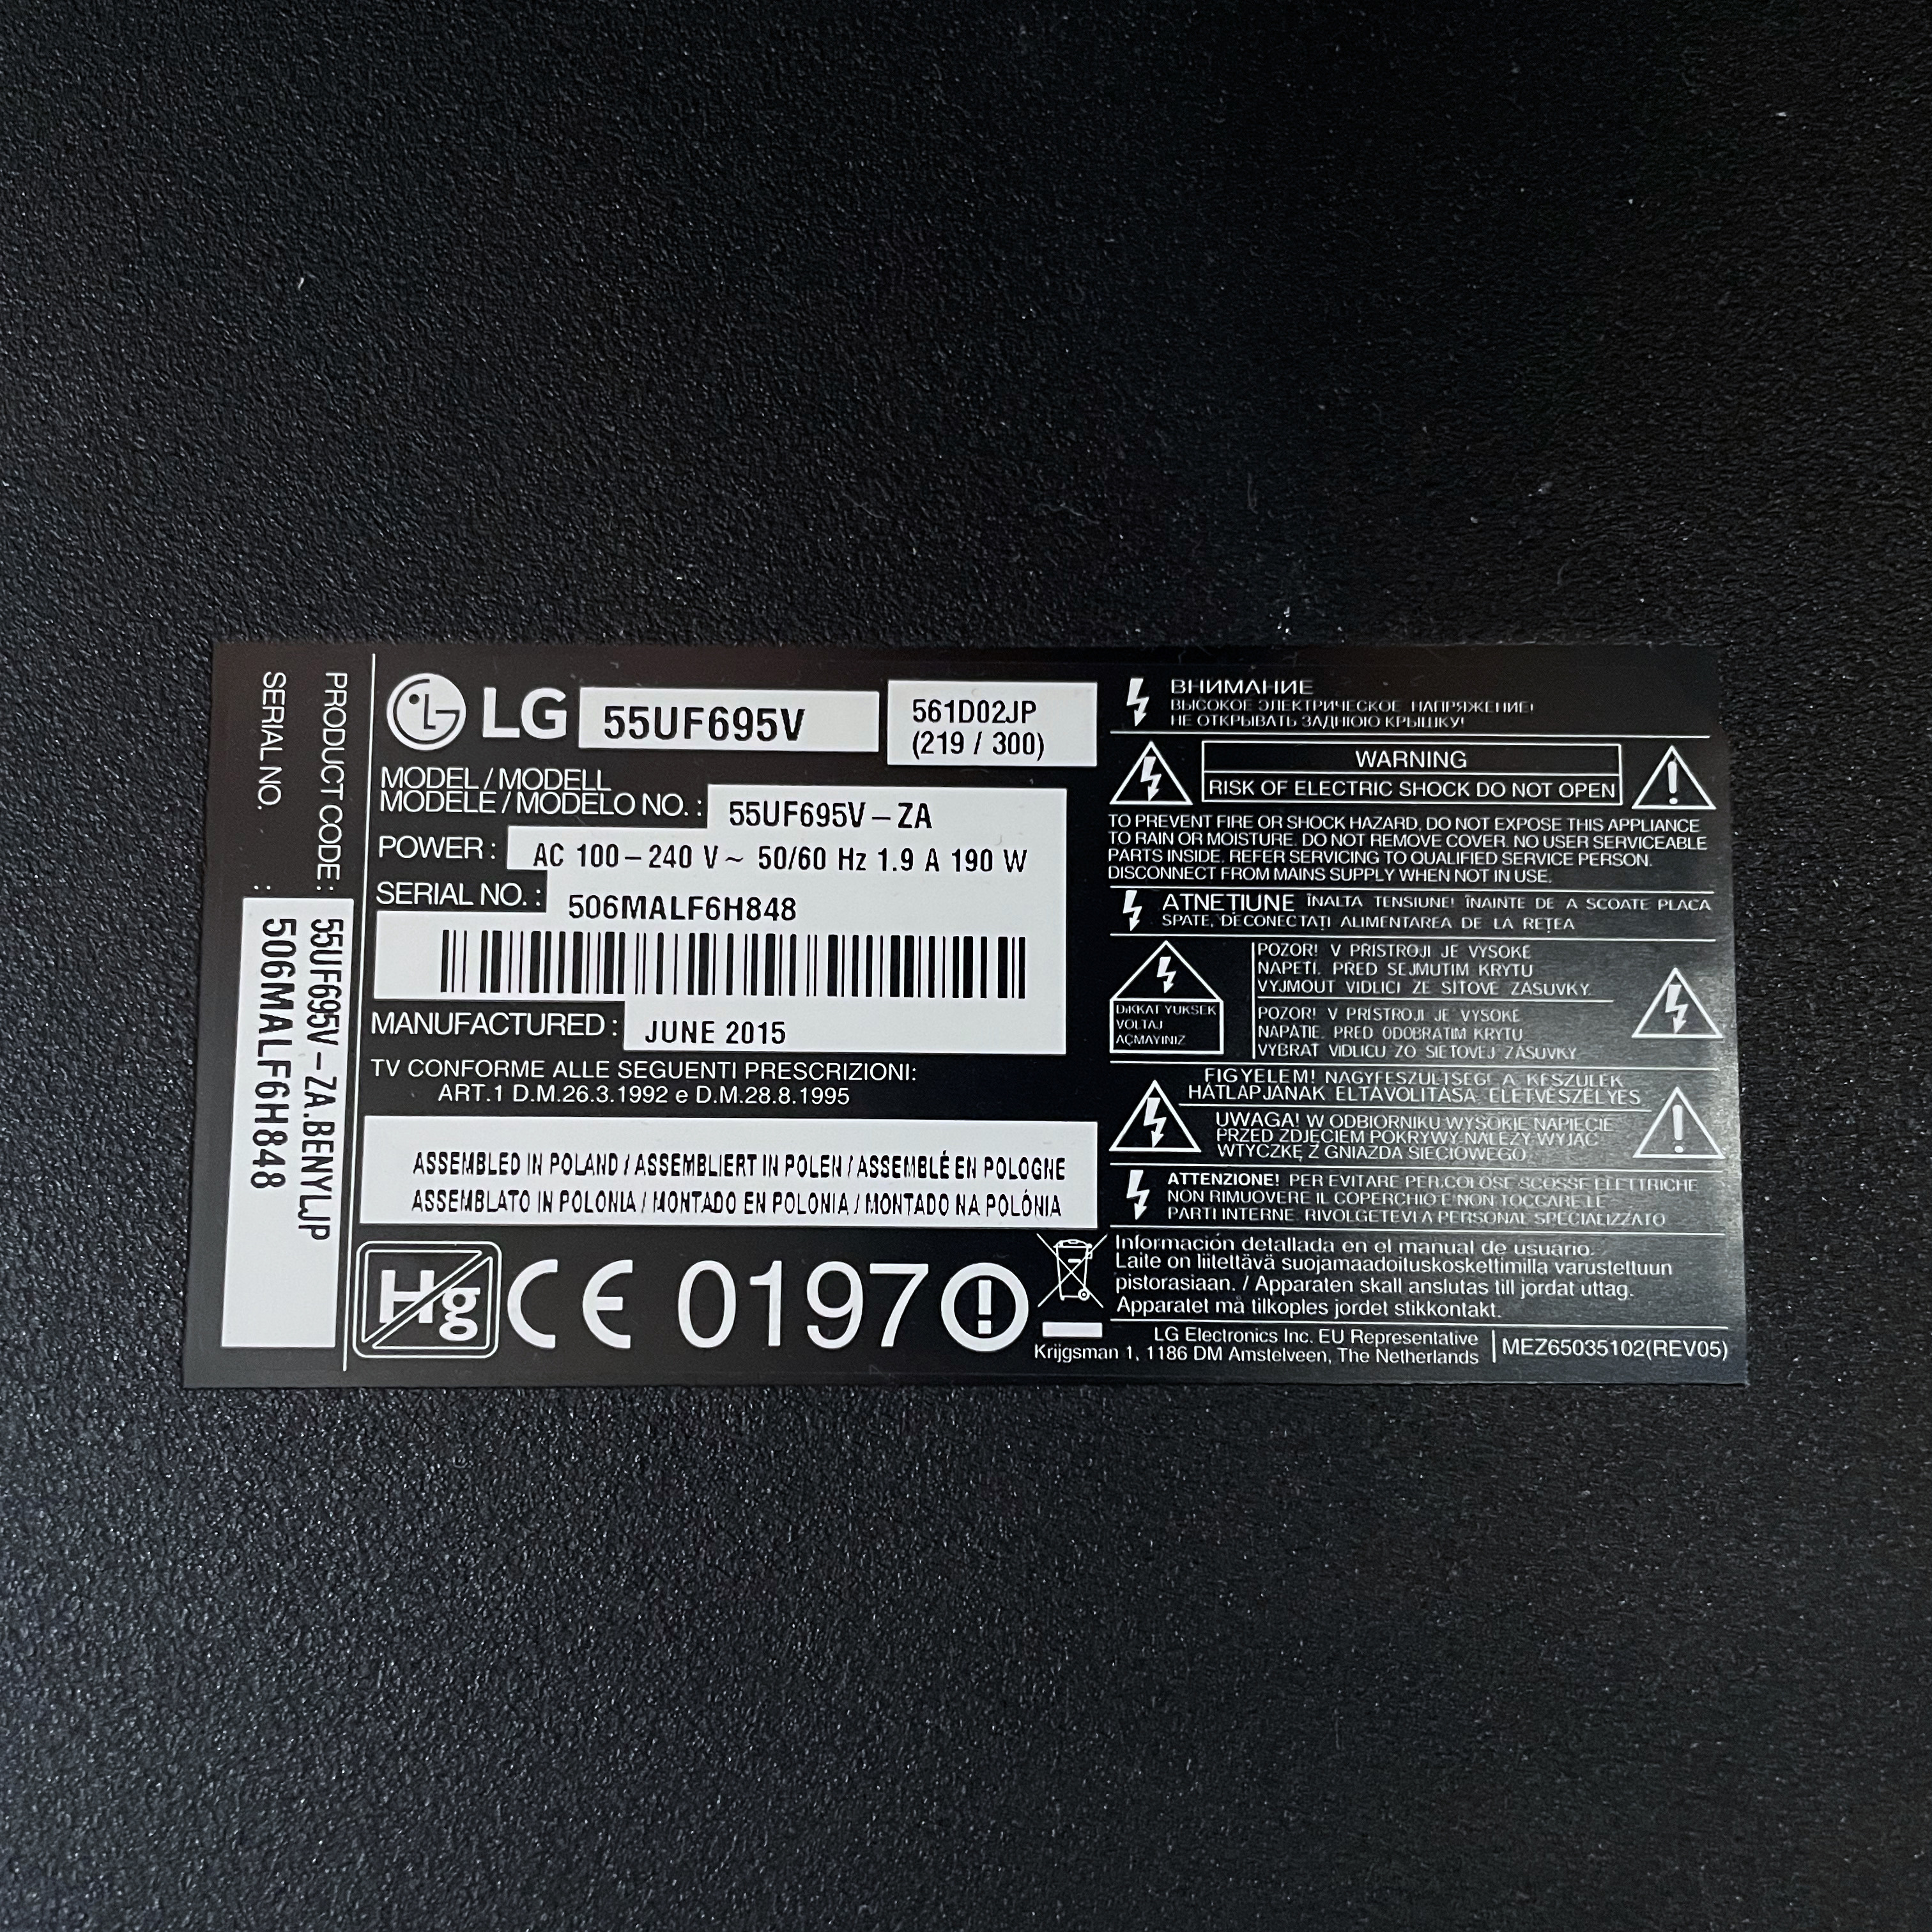 PRODUCT CODE : 55UF695V-ZA.BENYLJP
SERIAL NO. : 506MALF6H848
LG 55UF695V
561D02JP
(219 / 300)
MODEL / MODELL
MODELE / MODELO NO. : 55UF695V-ZA
POWER : AC 100-240 V~ 50/60 Hz 1.9 A 190 W
SERIAL NO. : 506MALF6H848
MANUFACTURED : JUNE 2015
TV CONFORME ALLE SEGUENTI PRESCRIZIONI:
ART.1 D.M.26.3.1992 e D.M.28.8.1995
ASSEMBLED IN POLAND / ASSEMBLIERT IN POLEN / ASSEMBLÉ EN POLOGNE
ASSEMBLATO IN POLONIA / MONTADO EN POLONIA / MONTADO NA POLÓNIA
Hg CE 0197
ВНИМАНИЕ
ВЫСОКОЕ ЭЛЕКТРИЧЕСКОЕ НАПРЯЖЕНИЕ!
НЕ ОТКРЫВАТЬ ЗАДНЮЮ КРЫШКУ!
WARNING
RISK OF ELECTRIC SHOCK DO NOT OPEN
TO PREVENT FIRE OR SHOCK HAZARD, DO NOT EXPOSE THIS APPLIANCE
TO RAIN OR MOISTURE. DO NOT REMOVE COVER. NO USER SERVICEABLE
PARTS INSIDE. REFER SERVICING TO QUALIFIED SERVICE PERSON.
DISCONNECT FROM MAINS SUPPLY WHEN NOT IN USE.
ATNEȚIUNE ÎNALTA TENSIUNE! ÎNAINTE DE A SCOATE PLACA
SPATE, DECONECTAȚI ALIMENTAREA DE LA REȚEA
DİKKAT YUKSEK
VOLTAJ
AÇMAYINIZ
POZOR! V PRISTROJI JE VYSOKÉ
NAPETI. PRED SEJMUTIM KRYTU
VYJMOUT VIDLICI ZE SITOVE ZASUVKY.
POZOR! V PRÍSTROJI JE VYSOKÉ
NAPÄTIE. PRED ODOBRATIM KRYTU
VYBRAT VIDLICU ZO SIETOVEJ ZÁSUVKY
FIGYELEM! NAGYFESZÜLTSÉG! A KÉSZÜLÉK
HÁTLAPJÁNAK ELTÁVOLÍTÁSA ÉLETVESZÉLYES
UWAGA! W ODBIORNIKU WYSOKIE NAPIĘCIE
PRZED ZDJĘCIEM POKRYWY NALEŻY WYJĄĆ
WTYCZKĘ Z GNIAZDA SIECIOWEGO
ATTENZIONE! PER EVITARE PERICOLOSE SCOSSE ELETTRICHE
NON RIMUOVERE IL COPERCHIO E NON TOCCARE LE
PARTI INTERNE RIVOLGETEVI A PERSONAL SPECIALIZZATO
Información detallada en el manual de usuario.
Laite on liitettävä suojamaadoituskoskettimilla varustettuun
pistorasiaan. / Apparaten skall anslutas till jordat uttag.
Apparatet må tilkoples jordet stikkontakt.
LG Electronics Inc. EU Representative
Krijgsman 1, 1186 DM Amstelveen, The Netherlands
MEZ65035102(REV05)